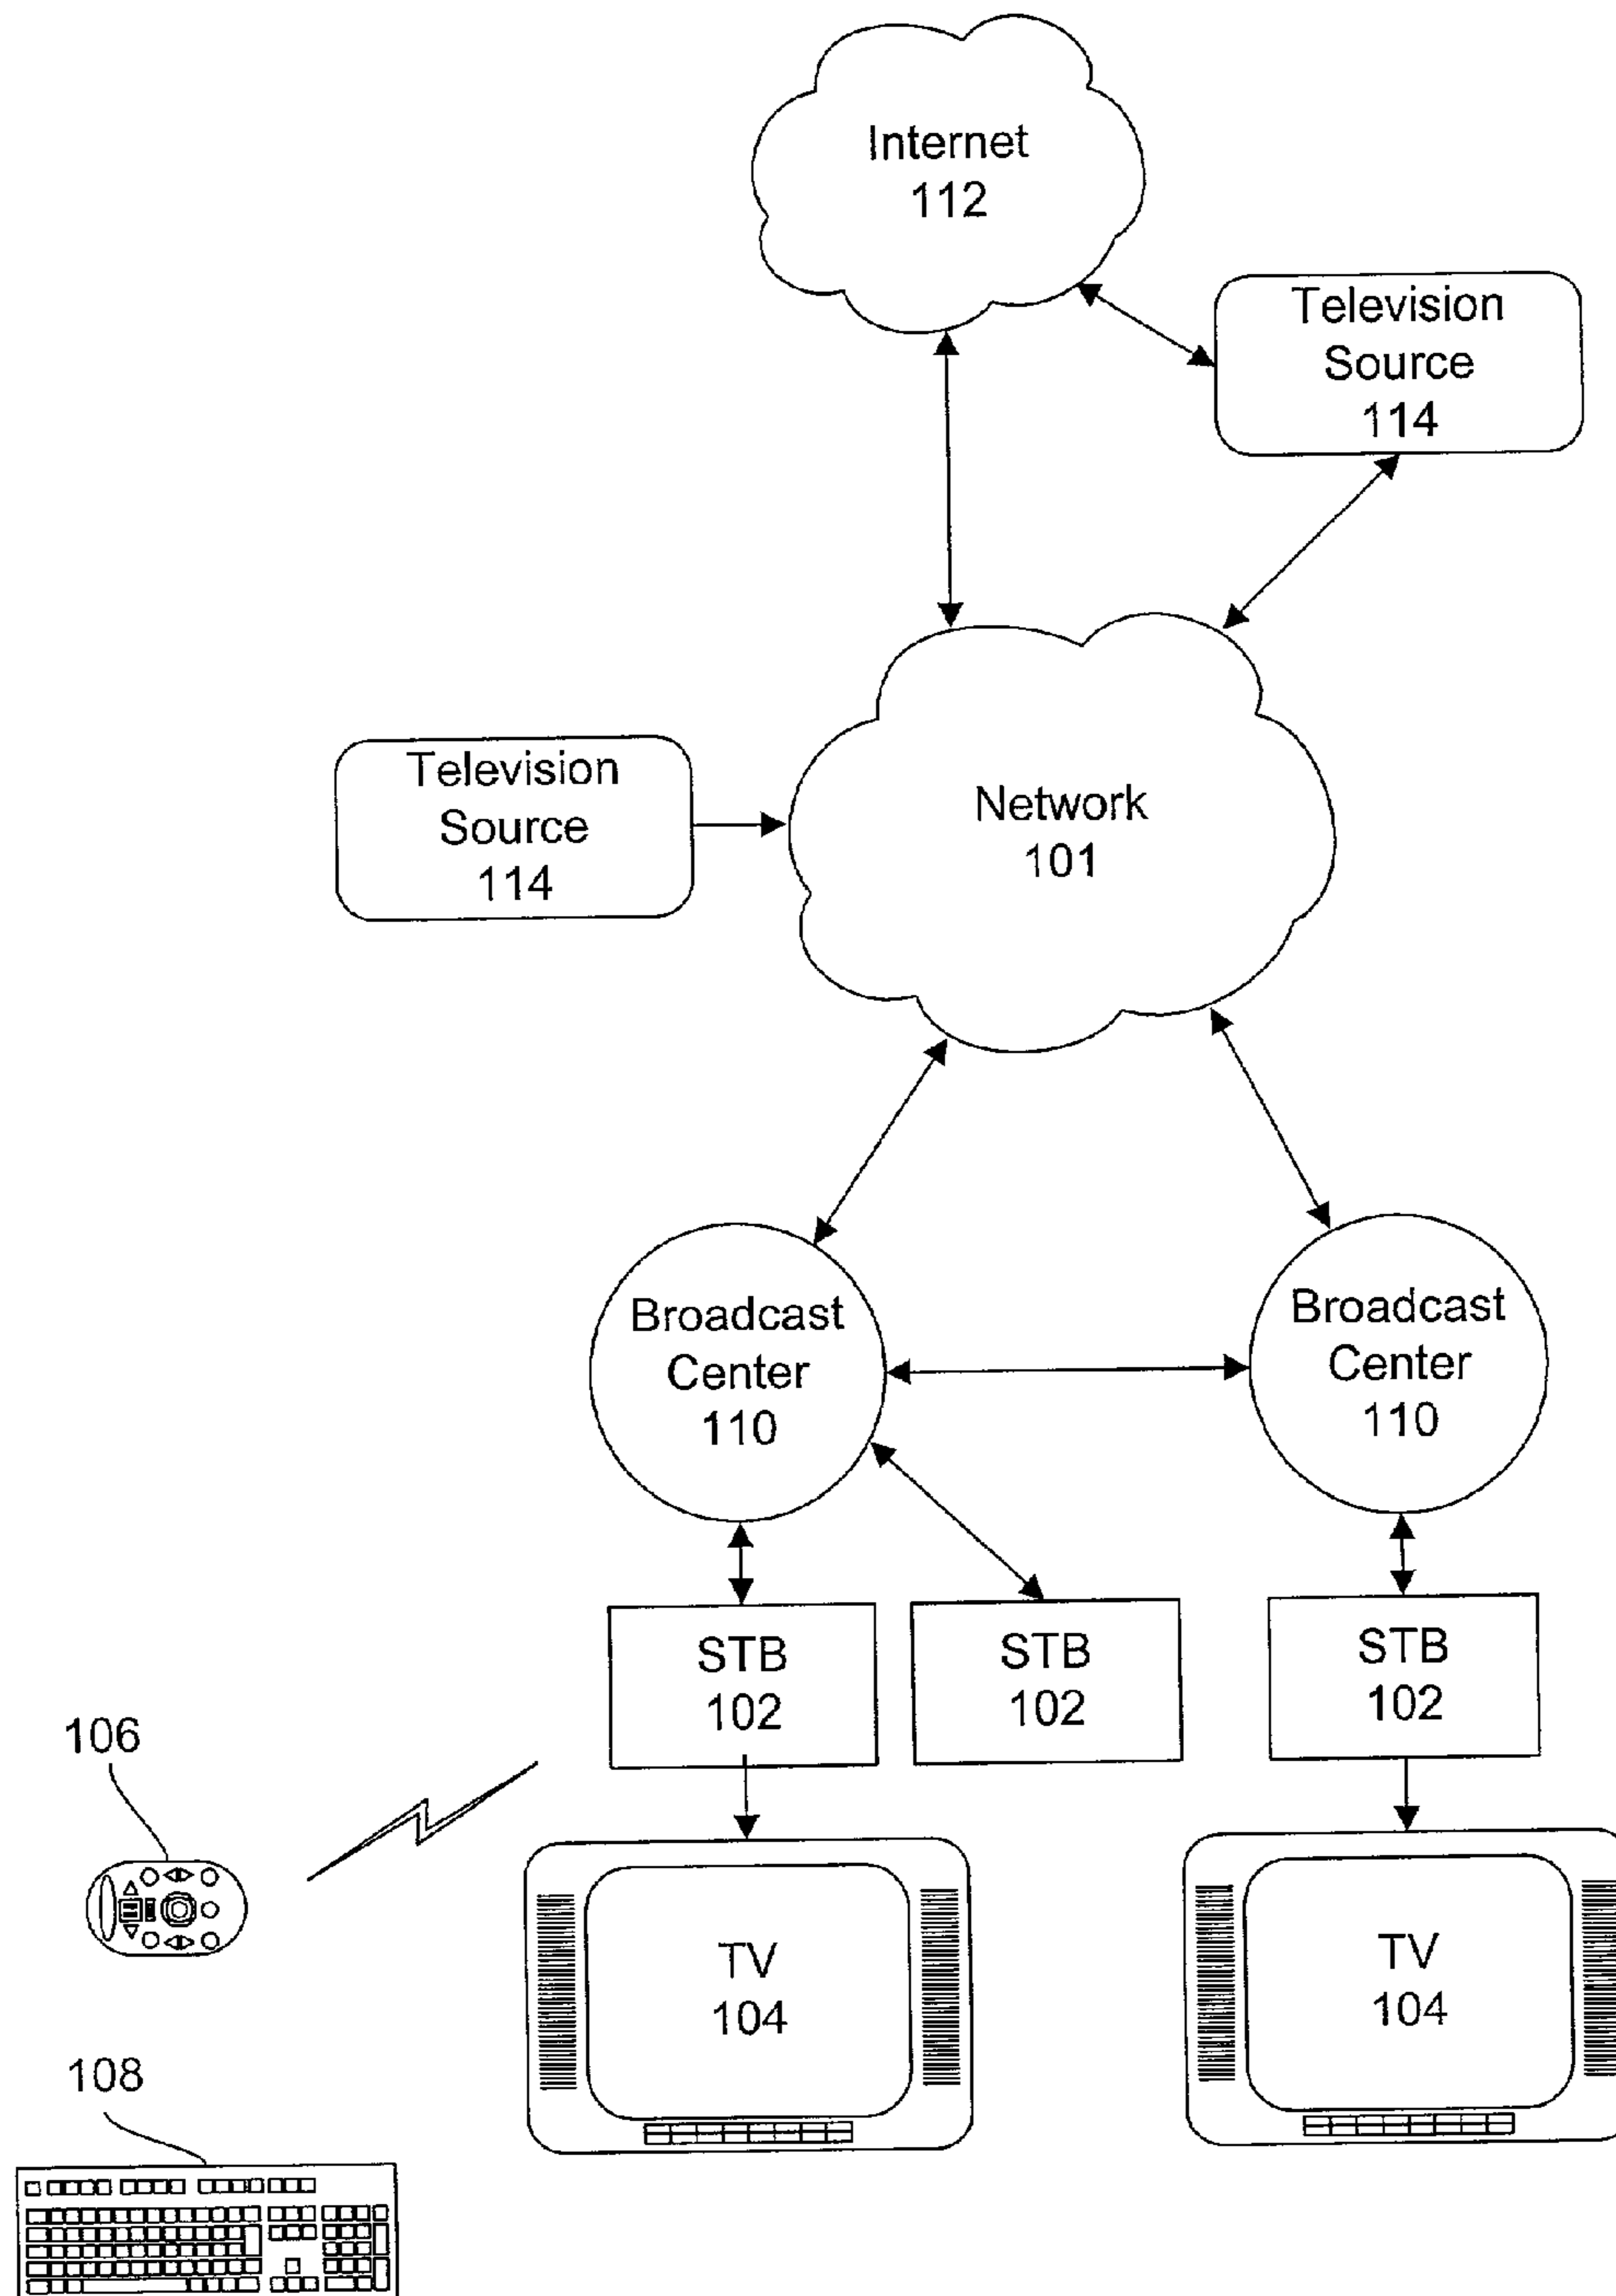 Internet
112
Television
Source
114
Television
Source
114
Network
101
Broadcast
Center
110
Broadcast
Center
110
STB
102
STB
102
STB
102
106
TV
104
TV
104
108